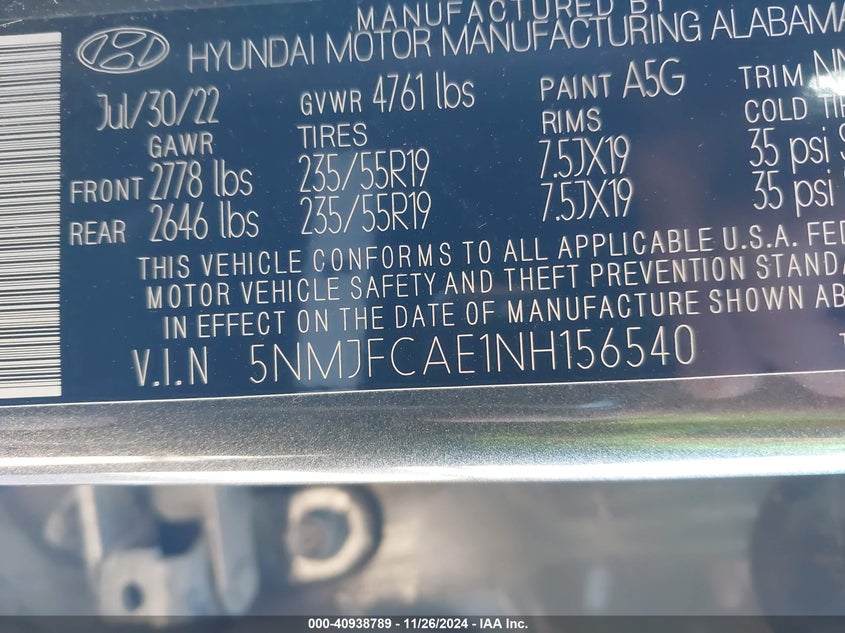 MANUFACTURED BY
HYUNDAI MOTOR MANUFACTURING ALABAMA
Jul/30/22 GVWR 4761 lbs PAINT A5G TRIM
GAWR TIRES RIMS COLD
FRONT 2778 lbs 235/55R19 7.5JX19 35 psi
REAR 2646 lbs 235/55R19 7.5JX19 35 psi
THIS VEHICLE CONFORMS TO ALL APPLICABLE U.S.A.
MOTOR VEHICLE SAFETY AND THEFT PREVENTION
IN EFFECT ON THE DATE OF MANUFACTURE SHOWN
V.I.N 5NMJFCAE1NH156540
000-40938789 - 11/26/2024 - IAA Inc.